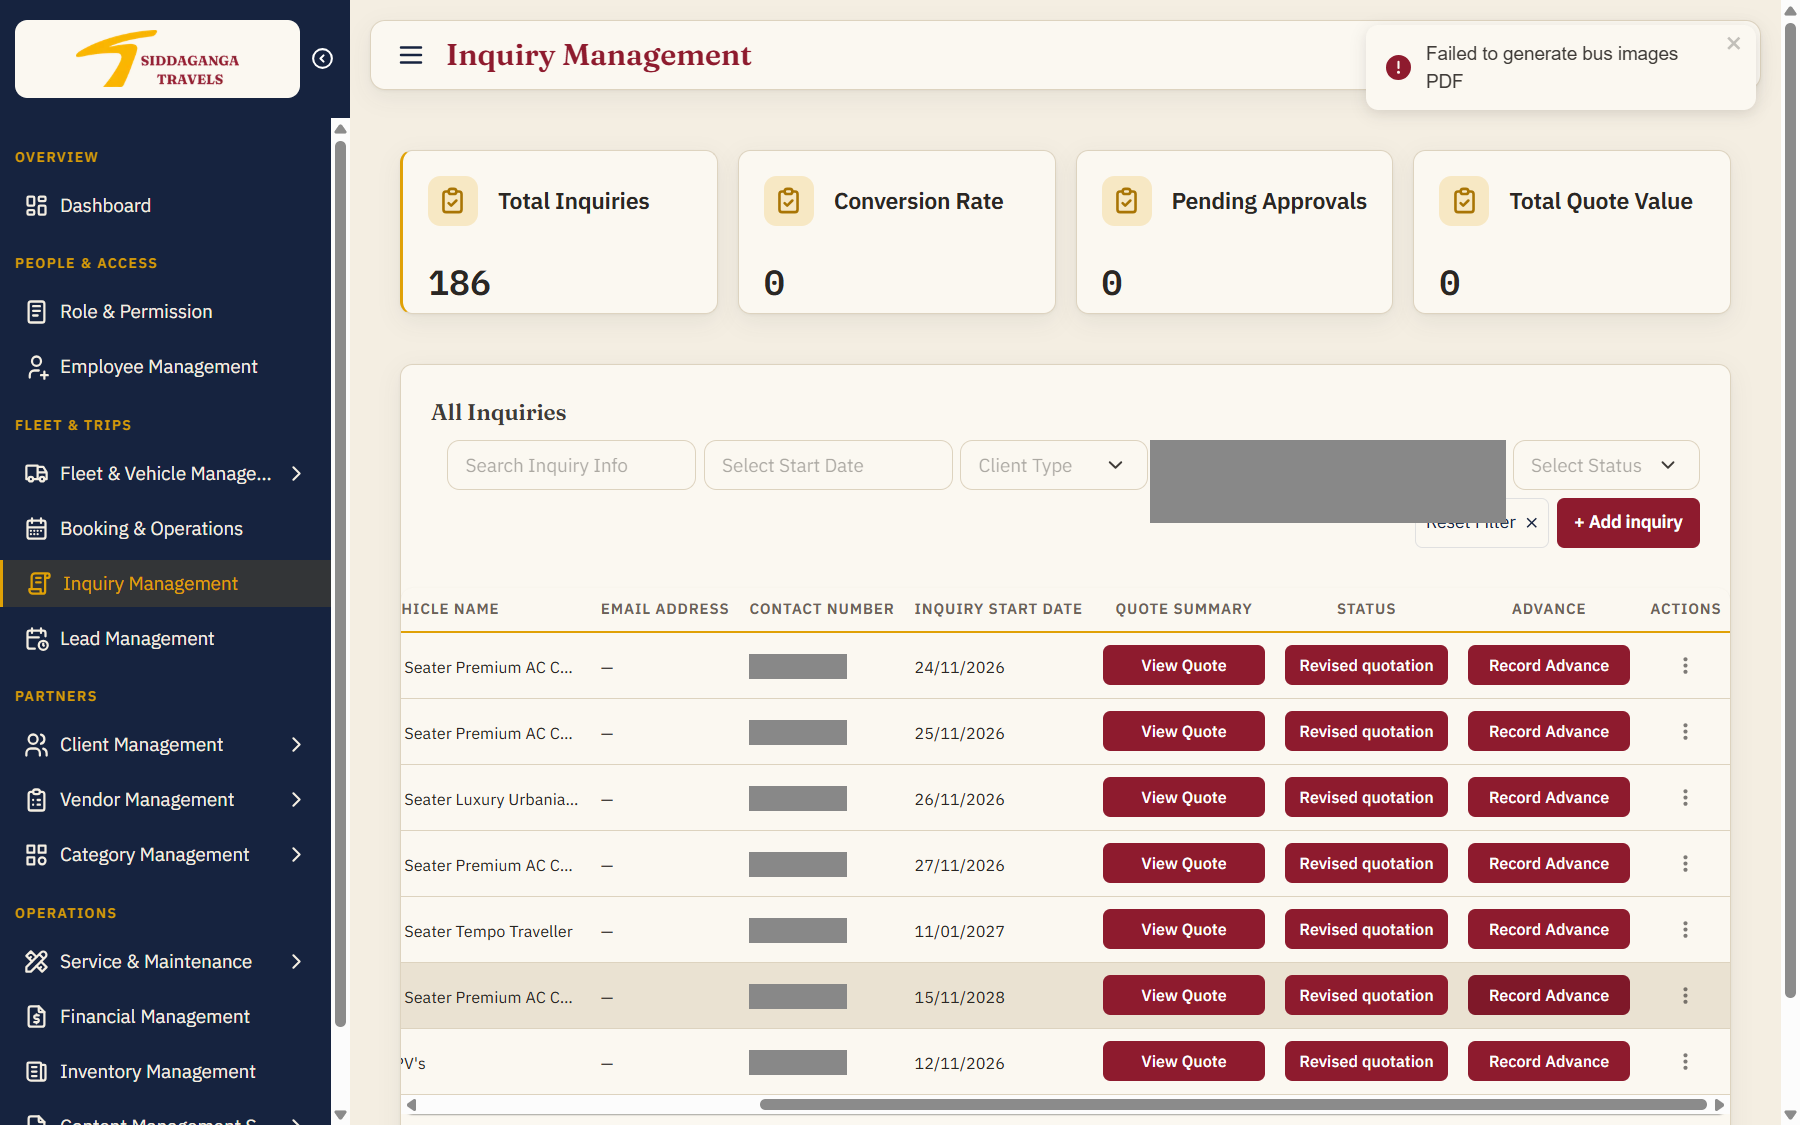 SIDDAGANGA
TRAVELS
OVERVIEW
Dashboard
PEOPLE & ACCESS
Role & Permission
Employee Management
FLEET & TRIPS
Fleet & Vehicle Manage...
Booking & Operations
Inquiry Management
Lead Management
PARTNERS
Client Management
Vendor Management
Category Management
OPERATIONS
Service & Maintenance
Financial Management
Inventory Management
Content Management S
Inquiry Management
Failed to generate bus images
PDF
Total Inquiries
186
Conversion Rate
0
Pending Approvals
0
Total Quote Value
0
All Inquiries
Search Inquiry Info Select Start Date Client Type Select Status
Reset Filter × + Add inquiry
HICLE NAME EMAIL ADDRESS CONTACT NUMBER INQUIRY START DATE QUOTE SUMMARY STATUS ADVANCE ACTIONS
Seater Premium AC C... — 24/11/2026 View Quote Revised quotation Record Advance
Seater Premium AC C... — 25/11/2026 View Quote Revised quotation Record Advance
Seater Luxury Urbania... — 26/11/2026 View Quote Revised quotation Record Advance
Seater Premium AC C... — 27/11/2026 View Quote Revised quotation Record Advance
Seater Tempo Traveller — 11/01/2027 View Quote Revised quotation Record Advance
Seater Premium AC C... — 15/11/2028 View Quote Revised quotation Record Advance
PV's — 12/11/2026 View Quote Revised quotation Record Advance